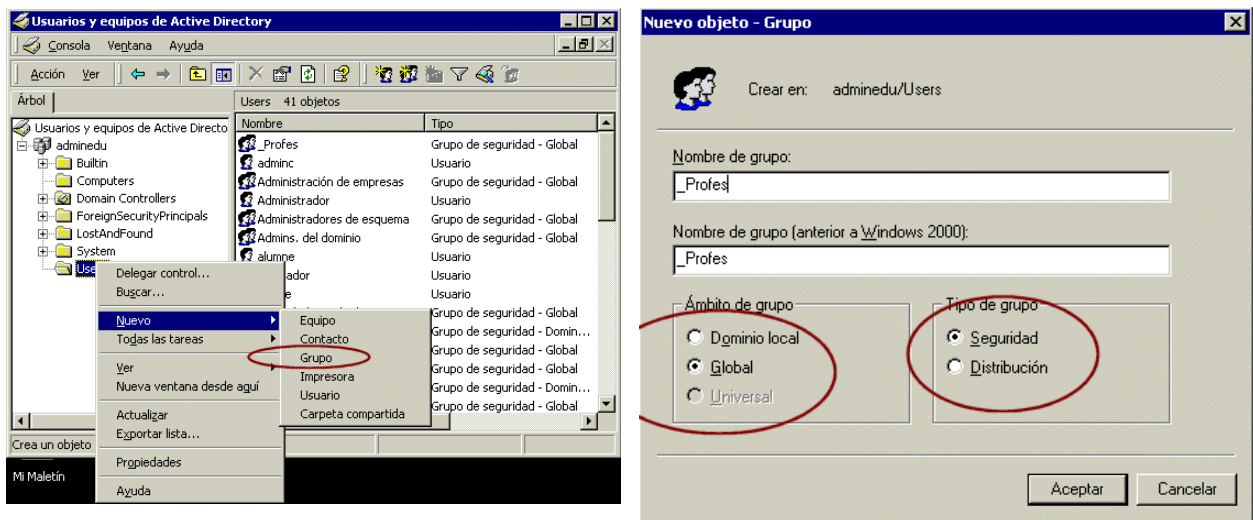 Usuarios y equipos de Active Directory
Consola Ventana Ayuda
Acción Ver
Árbol
Users 41 objetos
Usuarios y equipos de Active Directo
Nombre Tipo
adminedu
_Profes Grupo de seguridad - Global
Builtin
adminc Usuario
Computers
Administración de empresas Grupo de seguridad - Global
Domain Controllers
Administrador Usuario
ForeignSecurityPrincipals
Administradores de esquema Grupo de seguridad - Global
LostAndFound
Admins. del dominio Grupo de seguridad - Global
System
alumne Usuario
Use
ador Usuario
e Usuario
Grupo de seguridad - Global
Grupo de seguridad - Domin...
Grupo de seguridad - Global
Grupo de seguridad - Global
Grupo de seguridad - Domin...
Grupo de seguridad - Global
Delegar control...
Buscar...
Nuevo
Todas las tareas
Ver
Nueva ventana desde aquí
Actualizar
Exportar lista...
Propiedades
Ayuda
Equipo
Contacto
Grupo
Impresora
Usuario
Carpeta compartida
Crea un objeto
Mi Maletín
Nuevo objeto - Grupo
Crear en: adminedu/Users
Nombre de grupo:
_Profes
Nombre de grupo (anterior a Windows 2000):
_Profes
Ámbito de grupo
Dominio local
Global
Universal
Tipo de grupo
Seguridad
Distribución
Aceptar Cancelar